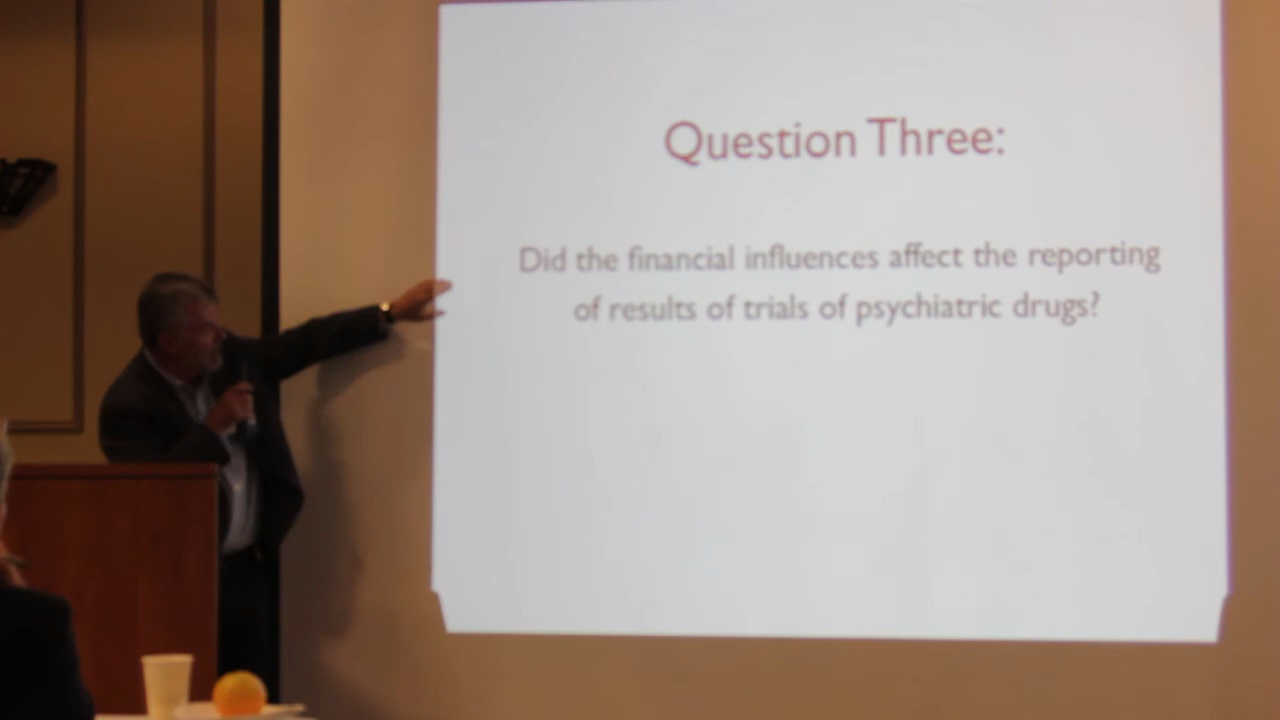 Question Three:
Did the financial influences affect the reporting
of results of trials of psychiatric drugs?